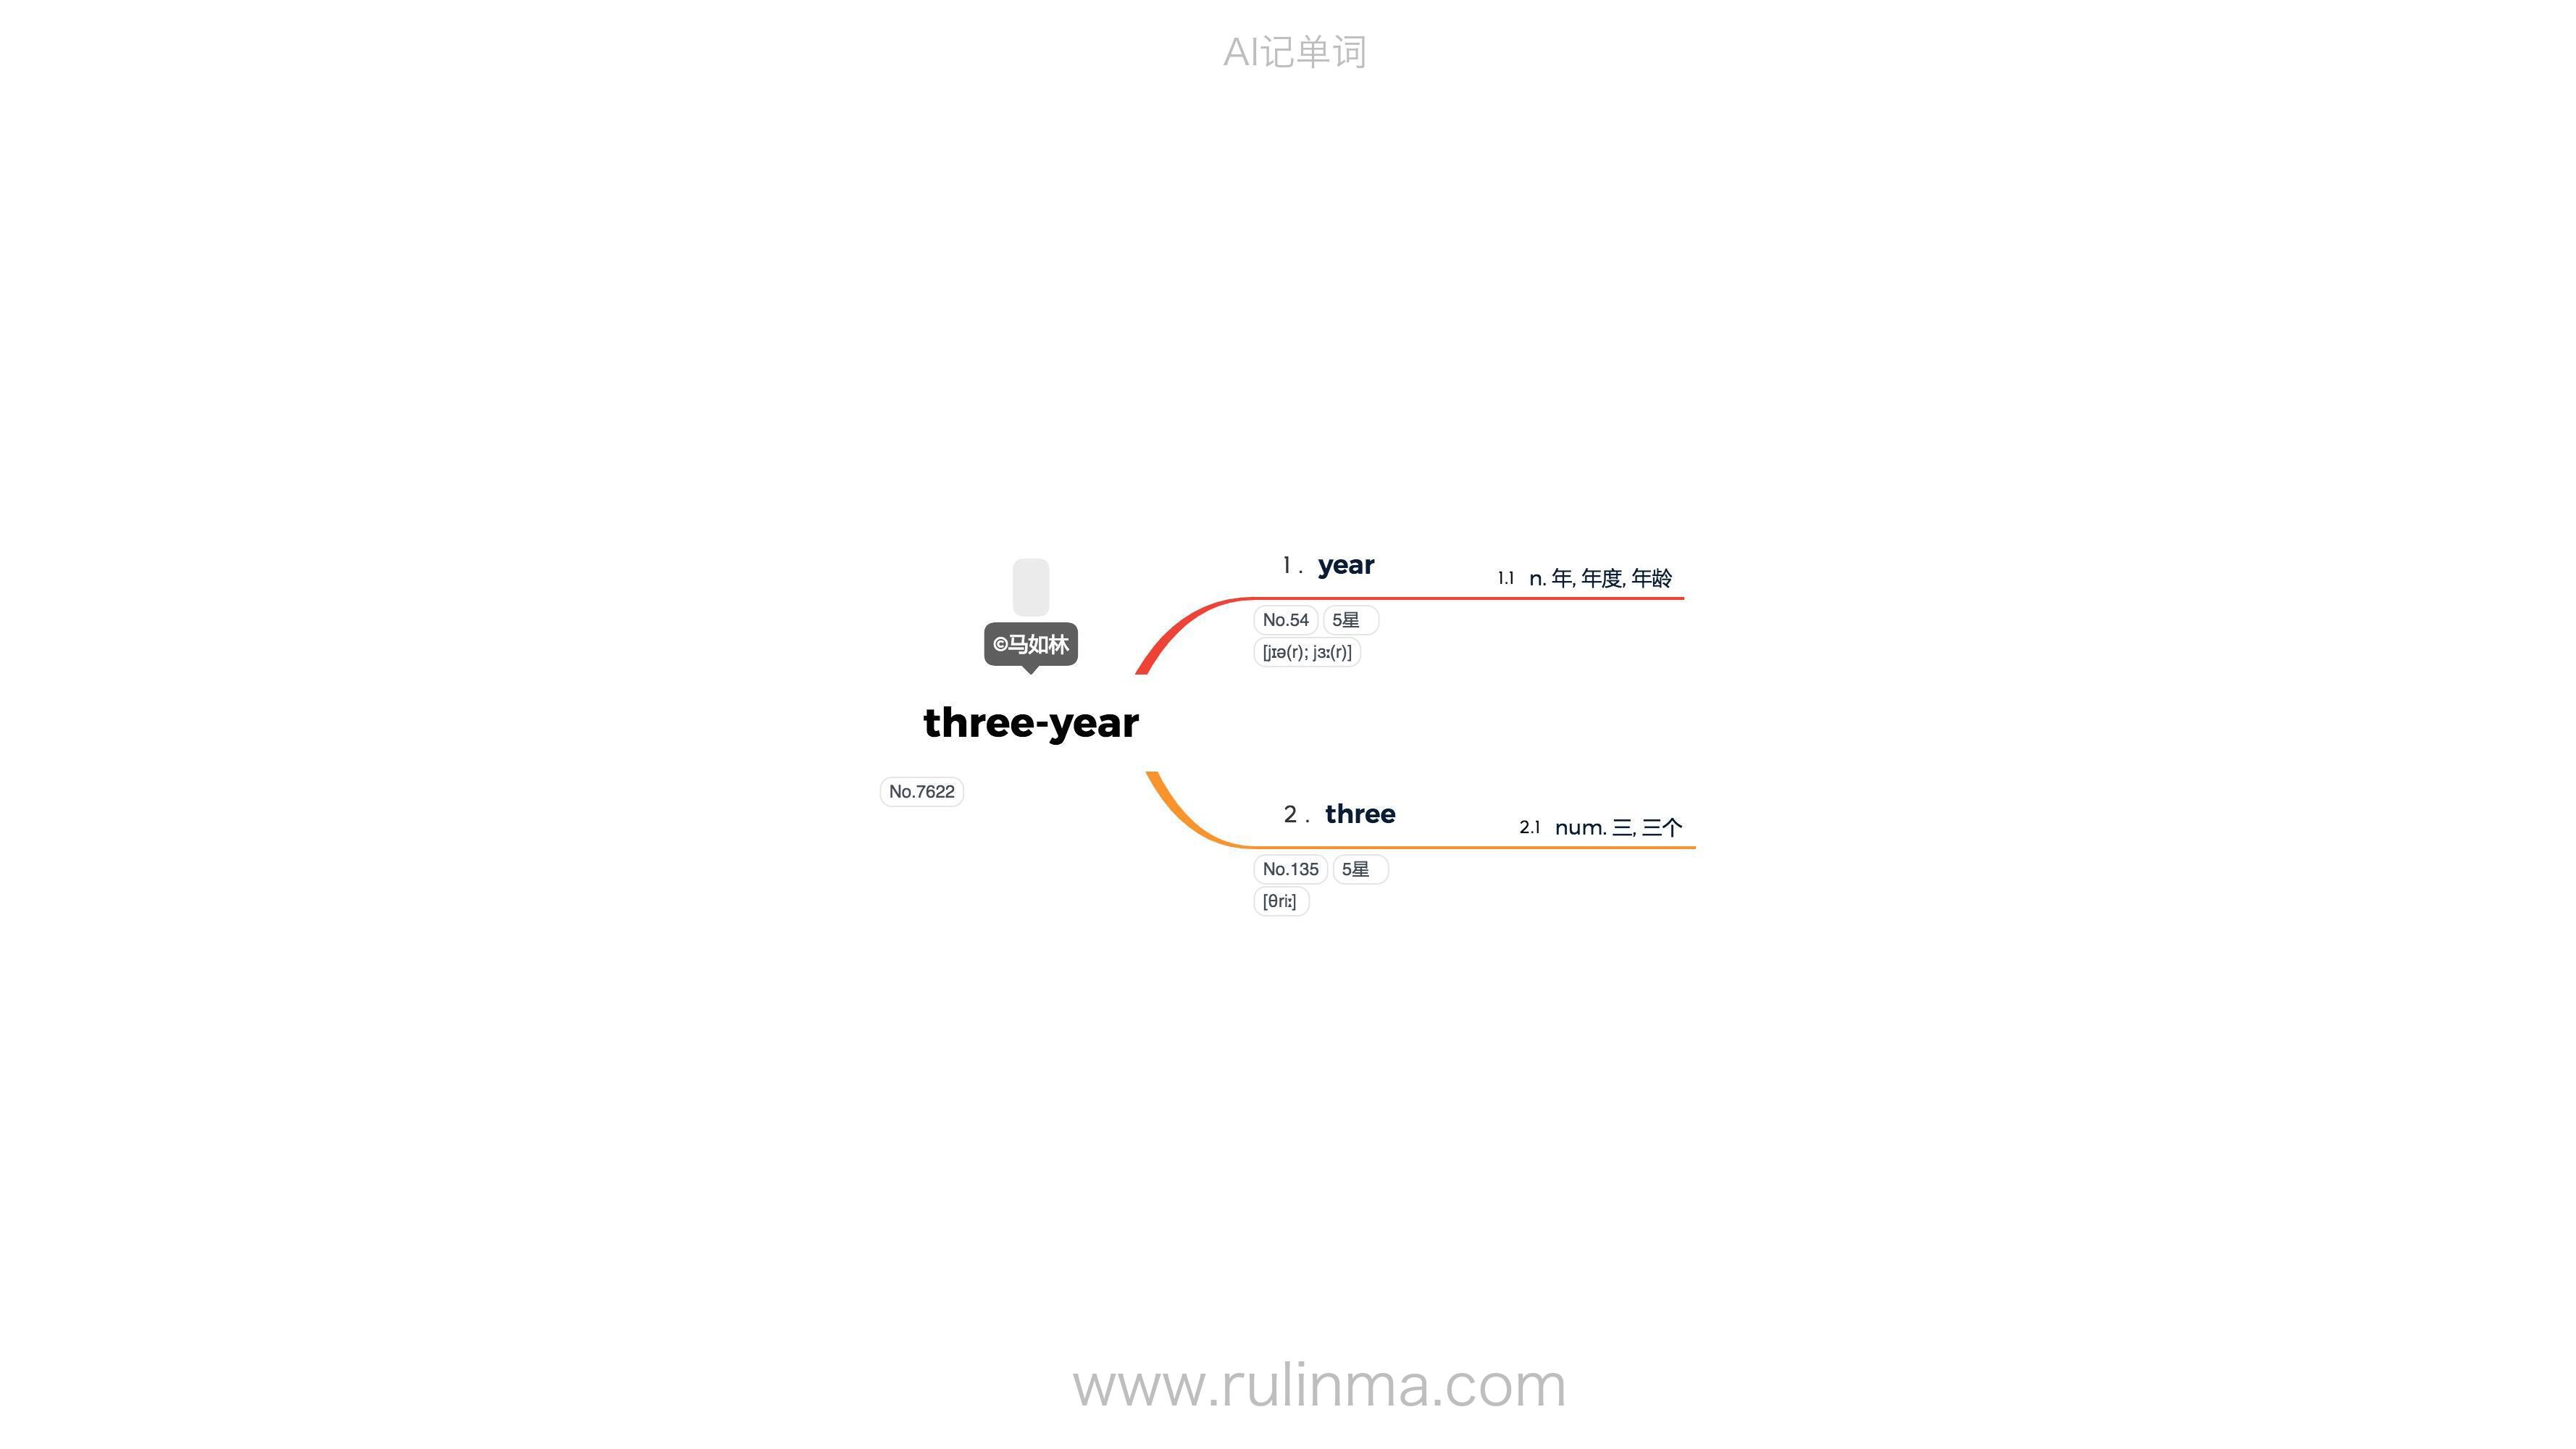 AI记单词
©马如林
three-year
No.7622
1 . year
1.1 n. 年, 年度, 年龄
No.54 5星
[jɪə(r); jɜː(r)]
2 . three
2.1 num. 三, 三个
No.135 5星
[θriː]
www.rulinma.com